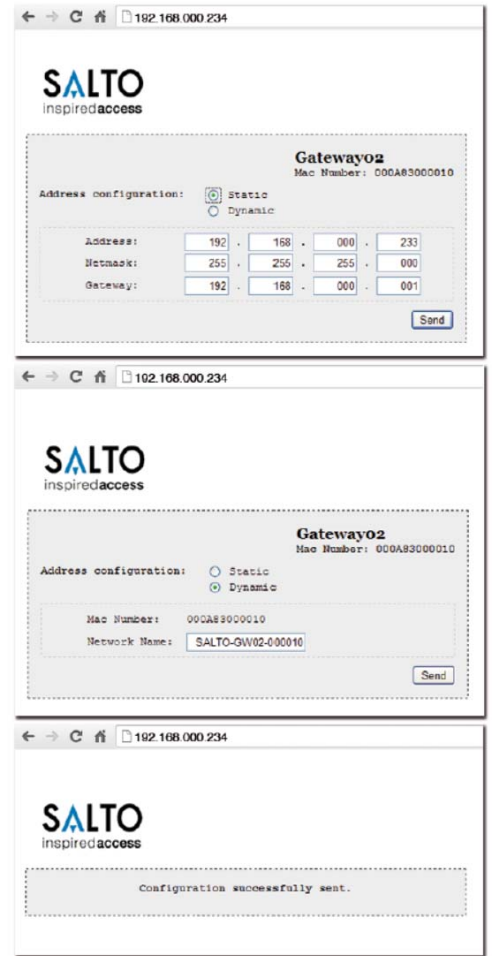 192.168.000.234
SALTO
inspiredaccess
Gateway02
Mac Number: 000A83000010
Address configuration: Static
Dynamic
Address: 192 . 168 . 000 . 233
Netmask: 255 . 255 . 255 . 000
Gateway: 192 . 168 . 000 . 001
Send
192.168.000.234
SALTO
inspiredaccess
Gateway02
Mac Number: 000A83000010
Address configuration: Static
Dynamic
Mac Number: 000A83000010
Network Name: SALTO-GW02-000010
Send
192.168.000.234
SALTO
inspiredaccess
Configuration successfully sent.